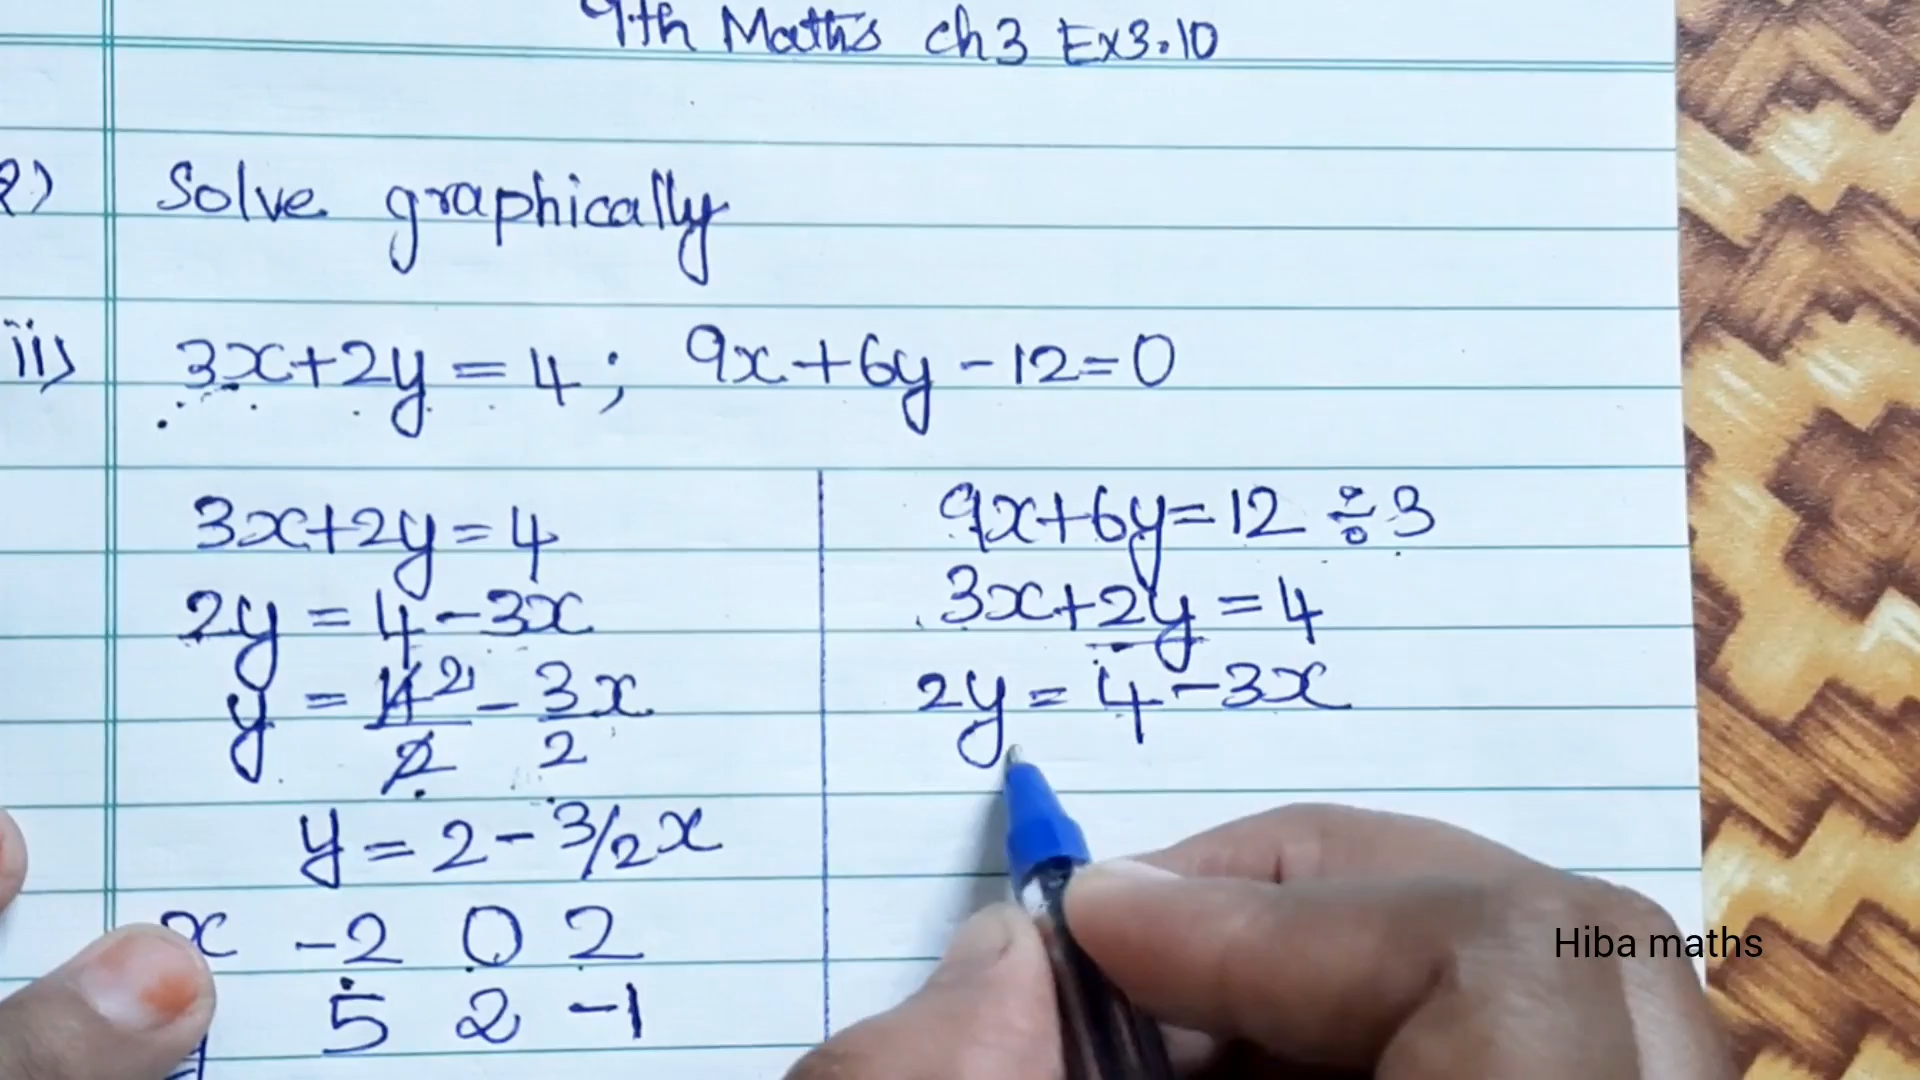 9th Maths Ch3 Ex3.10
2) Solve graphically
ii) 3x+2y=4; 9x+6y-12=0
3x+2y=4
2y = 4-3x
y = 4̸ 2/2̸ - 3x/2
y = 2-3/2x
x -2 0 2
y 5 2 -1
9x+6y=12 ÷3
3x+2y=4
2y = 4-3x
Hiba maths